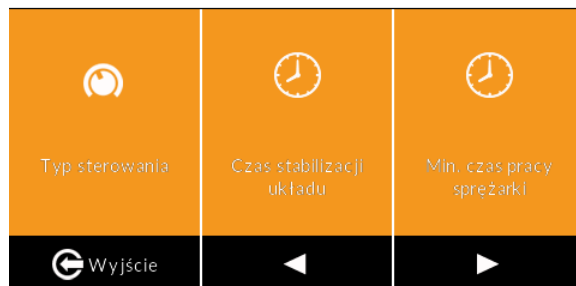 Typ sterowania
Czas stabilizacji
układu
Min. czas pracy
spreżarki
Wyjście